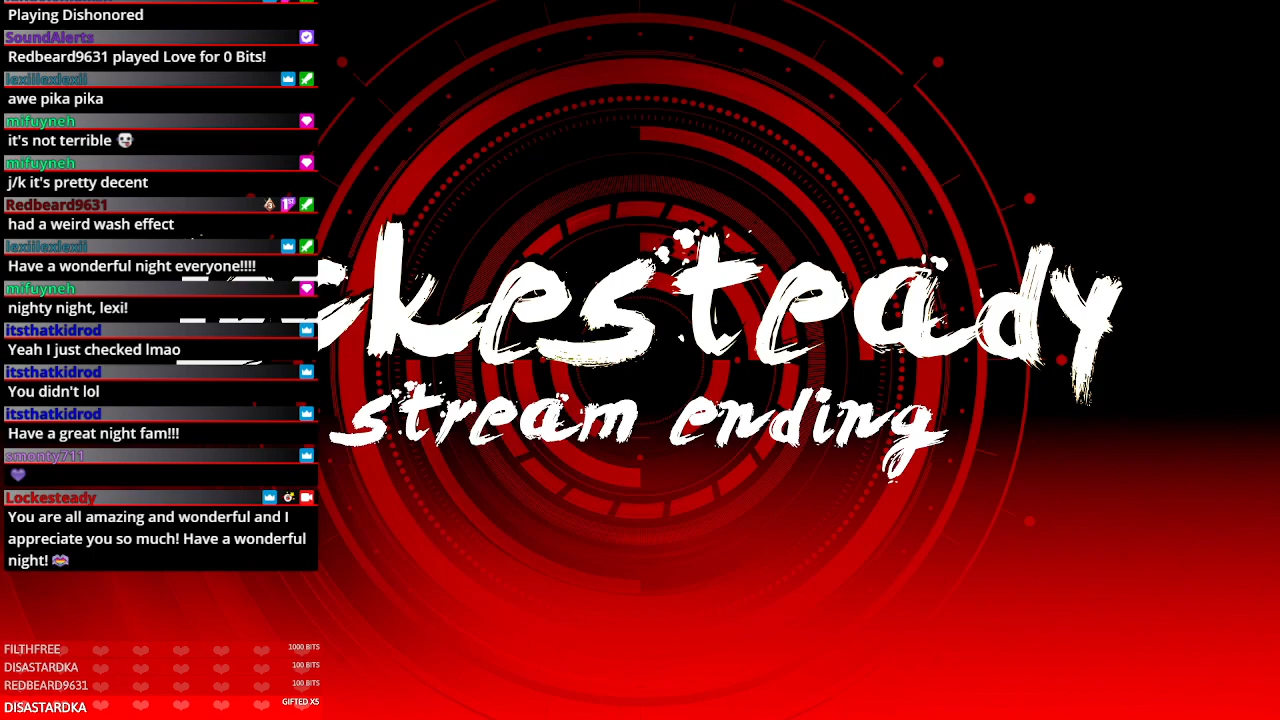 Playing Dishonored
SoundAlerts
Redbeard9631 played Love for 0 Bits!
lexiilexlexii
awe pika pika
mifuyneh
it's not terrible
mifuyneh
j/k it's pretty decent
Redbeard9631
had a weird wash effect
lexiilexlexii
Have a wonderful night everyone!!!!
mifuyneh
nighty night, lexi!
itsthatkidrod
Yeah I just checked lmao
itsthatkidrod
You didn't lol
itsthatkidrod
Have a great night fam!!!
smonty711
Lockesteady
You are all amazing and wonderful and I
appreciate you so much! Have a wonderful
night!
ckesteady
stream ending
FILTHFREE 1000 BITS
DISASTARDKA 100 BITS
REDBEARD9631 100 BITS
DISASTARDKA GIFTED X5